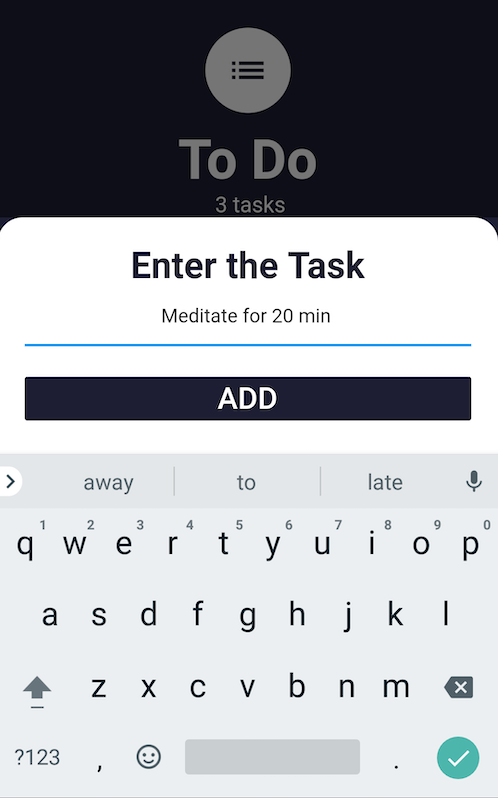 To Do
3 tasks
Enter the Task
Meditate for 20 min
ADD
away to late
1 2 3 4 5 6 7 8 9 0
q w e r t y u i o p
a s d f g h j k l
z x c v b n m
?123 , .